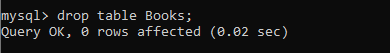 mysql> drop table Books;
Query OK, 0 rows affected (0.02 sec)